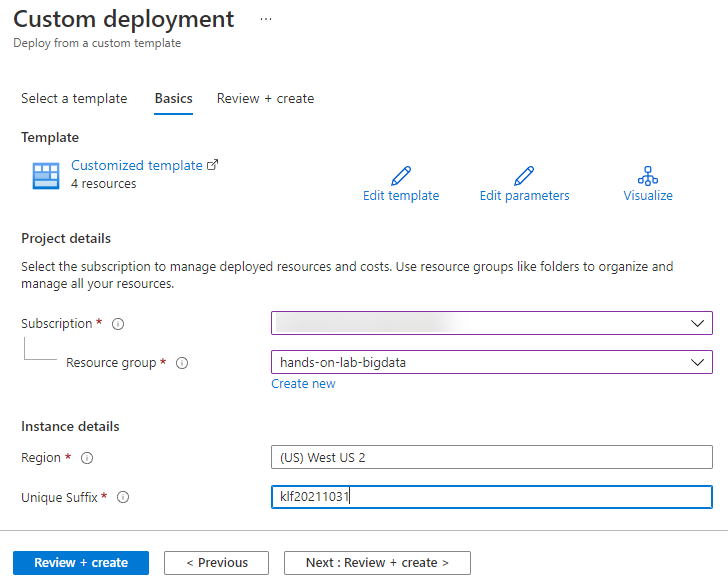 Custom deployment ...
Deploy from a custom template
Select a template Basics Review + create
Template
Customized template
4 resources
Edit template Edit parameters Visualize
Project details
Select the subscription to manage deployed resources and costs. Use resource groups like folders to organize and
manage all your resources.
Subscription *
Resource group * hands-on-lab-bigdata
Create new
Instance details
Region * (US) West US 2
Unique Suffix * klf20211031
Review + create < Previous Next : Review + create >